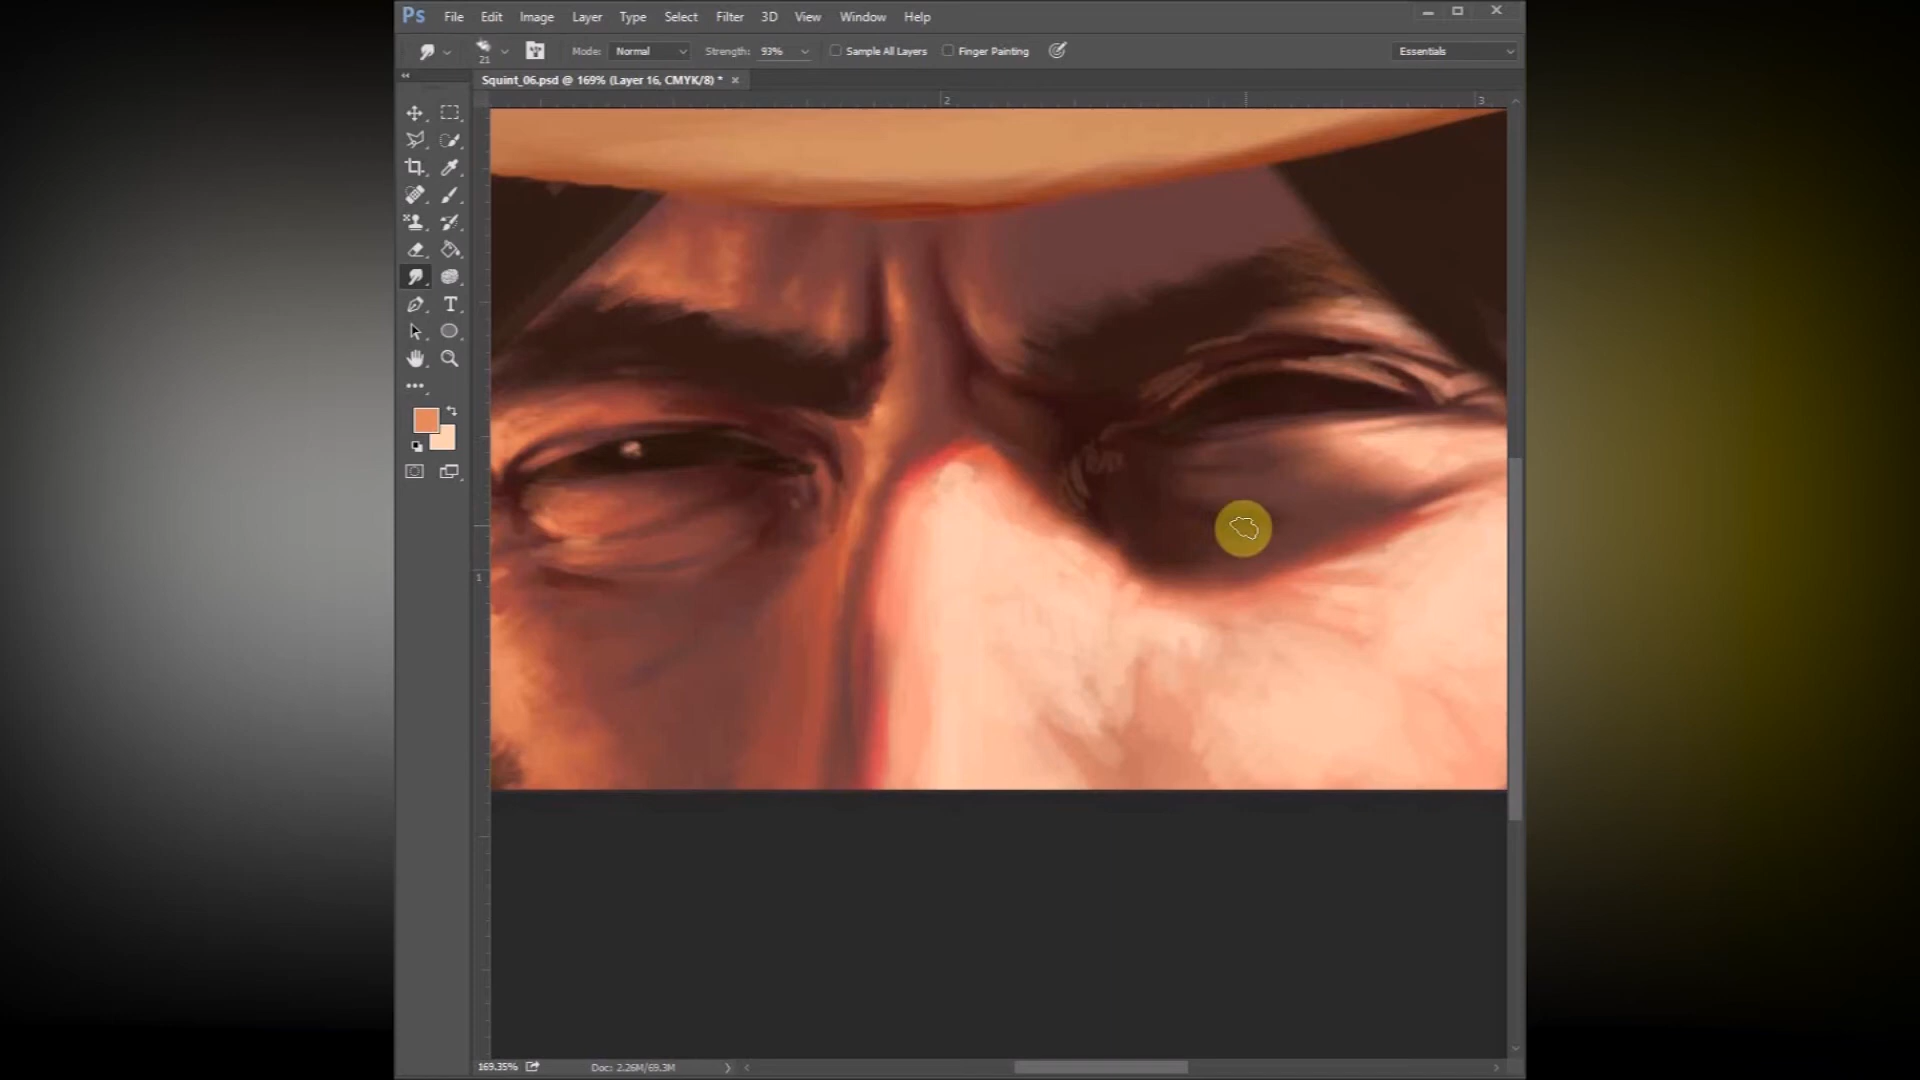 Ps File Edit Image Layer Type Select Filter 3D View Window Help
21 Mode: Normal Strength: 93% Sample All Layers Finger Painting Essentials
Squint_06.psd @ 169% (Layer 16, CMYK/8) *
2 3
T
1
169.35% Doc: 2.26M/69.3M